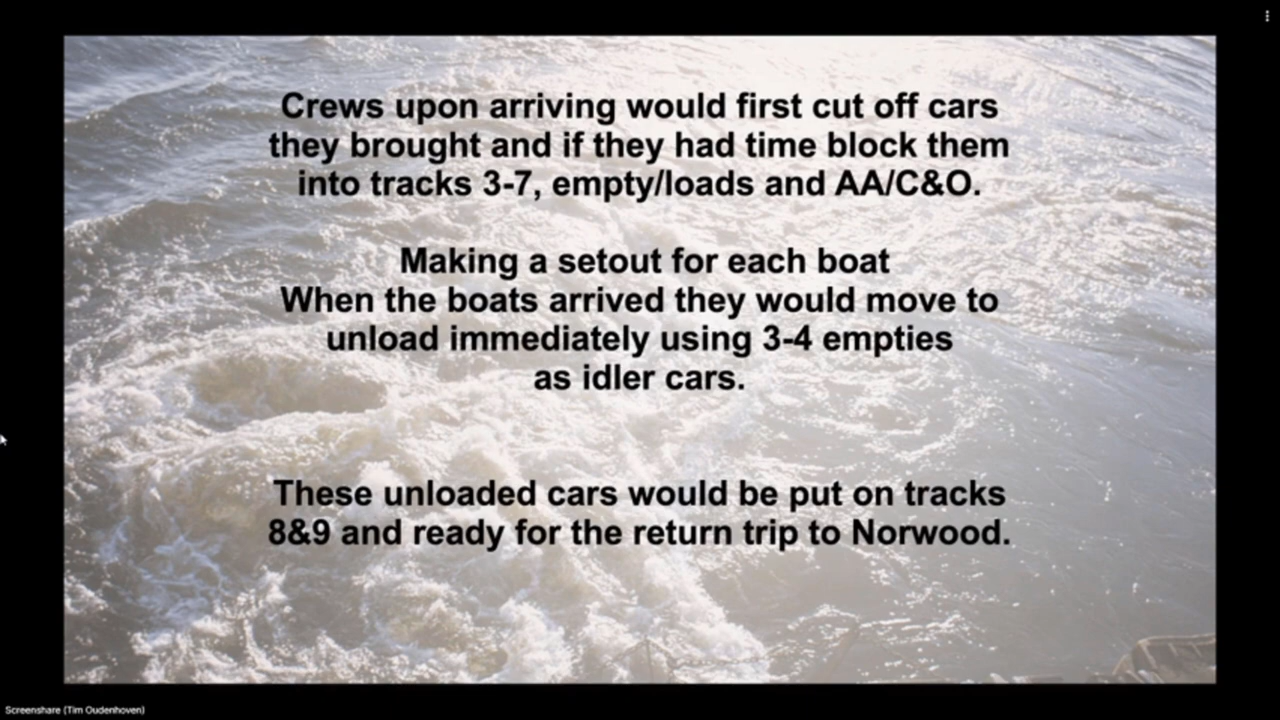 Crews upon arriving would first cut off cars
they brought and if they had time block them
into tracks 3-7, empty/loads and AA/C&O.
Making a setout for each boat
When the boats arrived they would move to
unload immediately using 3-4 empties
as idler cars.
These unloaded cars would be put on tracks
8&9 and ready for the return trip to Norwood.
Screenshare (Tim Oudenhoven)